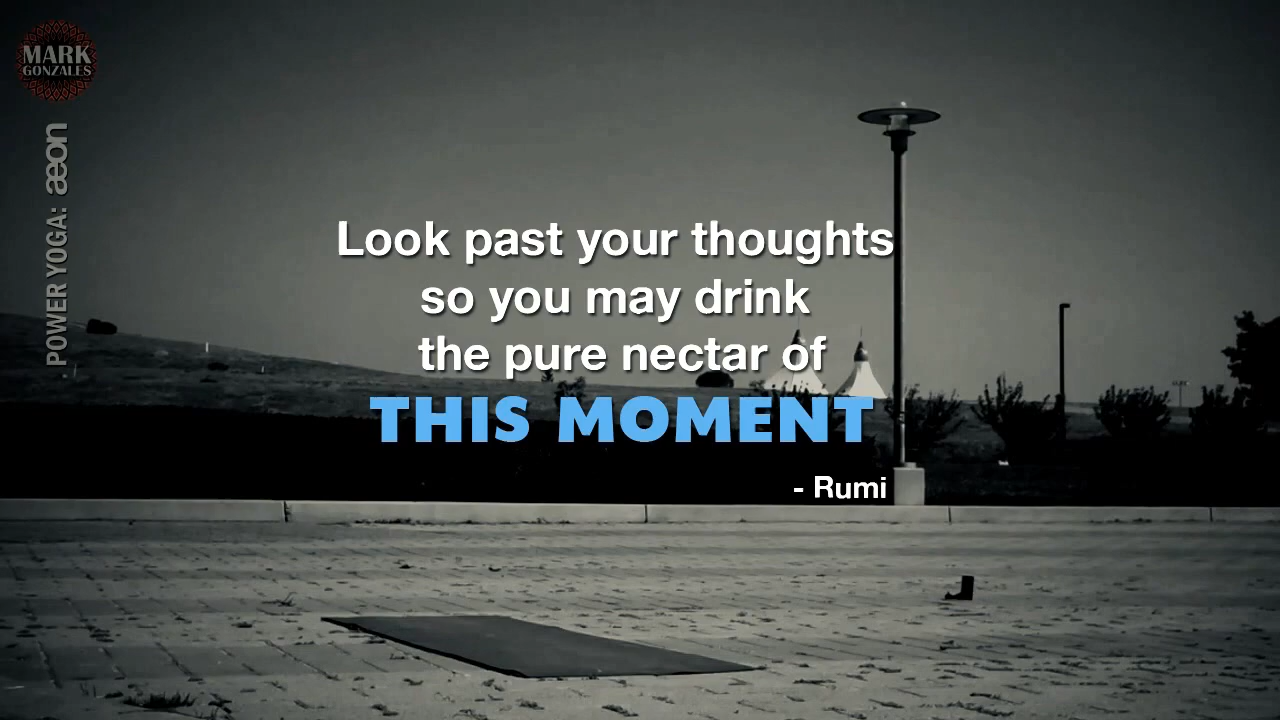 MARK
GONZALES
POWER YOGA: æon
Look past your thoughts
so you may drink
the pure nectar of
THIS MOMENT
- Rumi